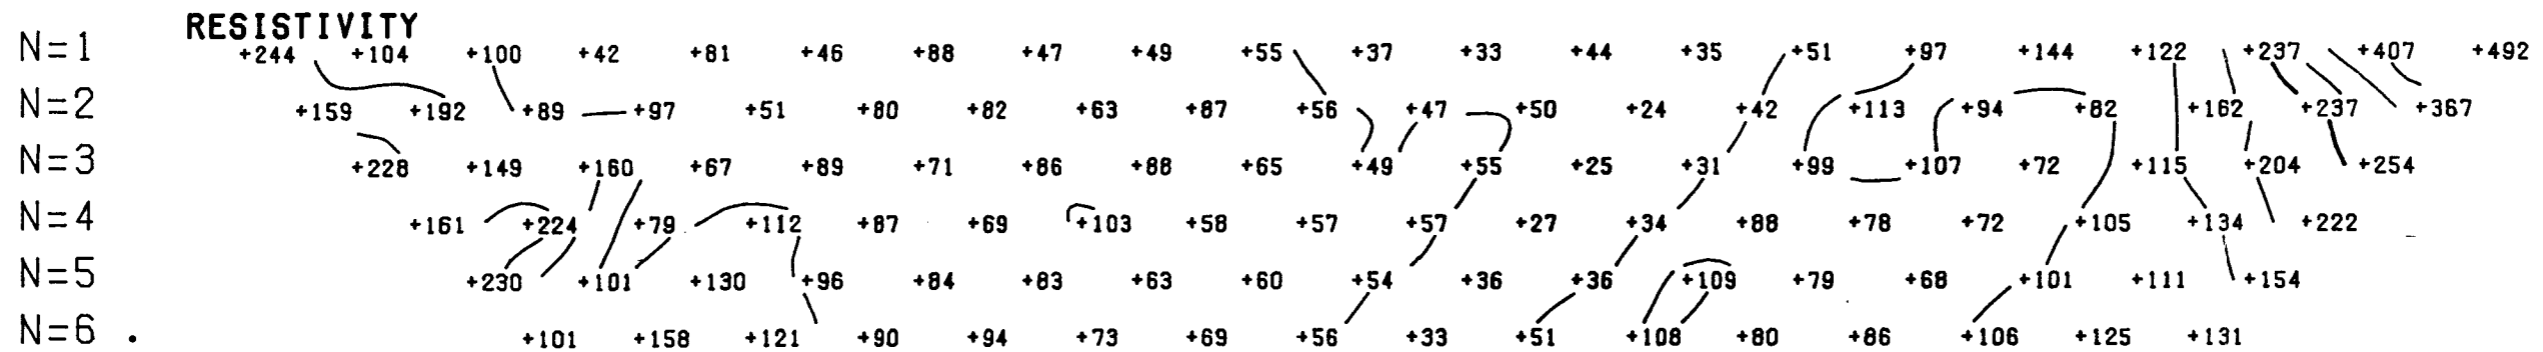 RESISTIVITY
N=1 +244 +104 +100 +42 +81 +46 +88 +47 +49 +55 +37 +33 +44 +35 +51 +97 +144 +122 +237 +407 +492
N=2 +159 +192 +89 +97 +51 +80 +82 +63 +87 +56 +47 +50 +24 +42 +113 +94 +82 +162 +237 +367
N=3 +228 +149 +160 +67 +89 +71 +86 +88 +65 +49 +55 +25 +31 +99 +107 +72 +115 +204 +254
N=4 +161 +224 +79 +112 +87 +69 +103 +58 +57 +57 +27 +34 +88 +78 +72 +105 +134 +222
N=5 +230 +101 +130 +96 +84 +83 +63 +60 +54 +36 +36 +109 +79 +68 +101 +111 +154
N=6 . +101 +158 +121 +90 +94 +73 +69 +56 +33 +51 +108 +80 +86 +106 +125 +131